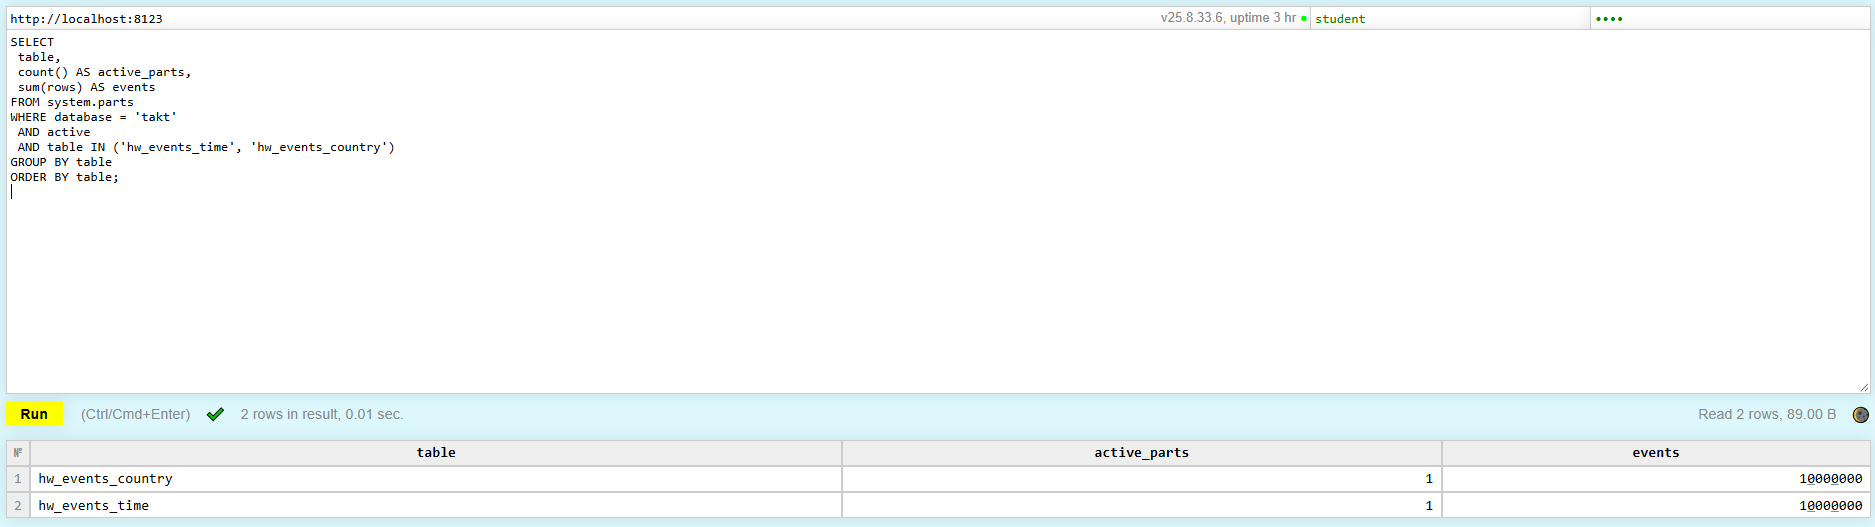 http://localhost:8123 v25.8.33.6, uptime 3 hr student ••••
SELECT
 table,
 count() AS active_parts,
 sum(rows) AS events
FROM system.parts
WHERE database = 'takt'
 AND active
 AND table IN ('hw_events_time', 'hw_events_country')
GROUP BY table
ORDER BY table;
Run (Ctrl/Cmd+Enter) ✔ 2 rows in result, 0.01 sec. Read 2 rows, 89.00 B
№ table active_parts events
1 hw_events_country 1 10000000
2 hw_events_time 1 10000000